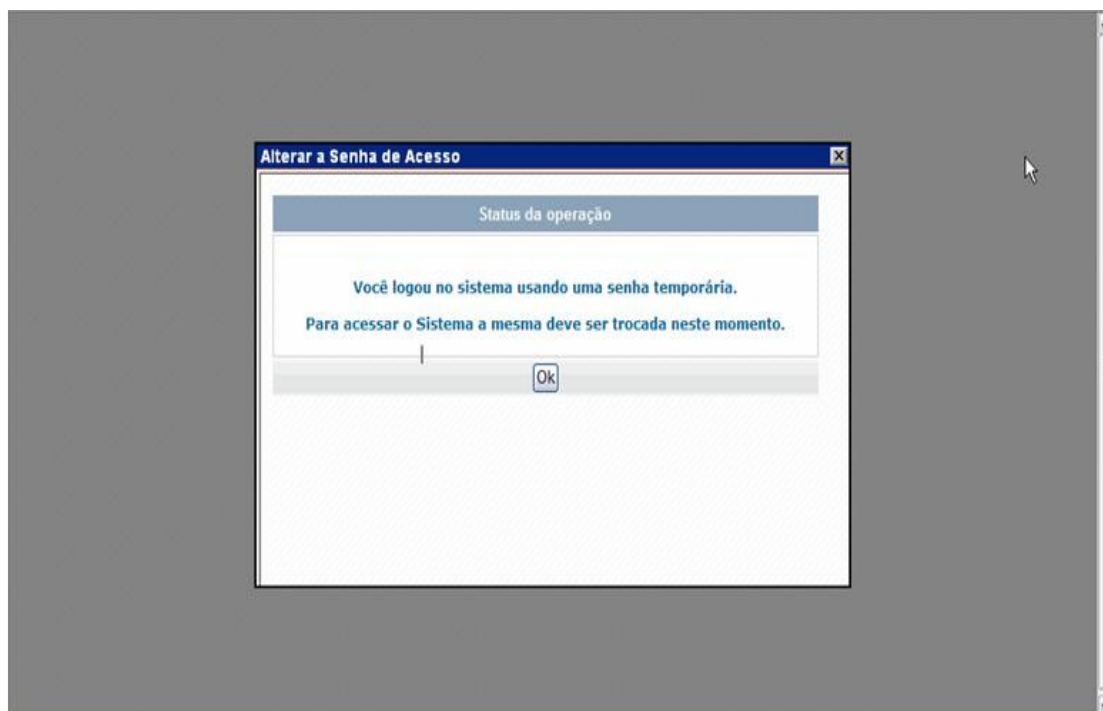 Alterar a Senha de Acesso
Status da operação
Você logou no sistema usando uma senha temporária.
Para acessar o Sistema a mesma deve ser trocada neste momento.
Ok